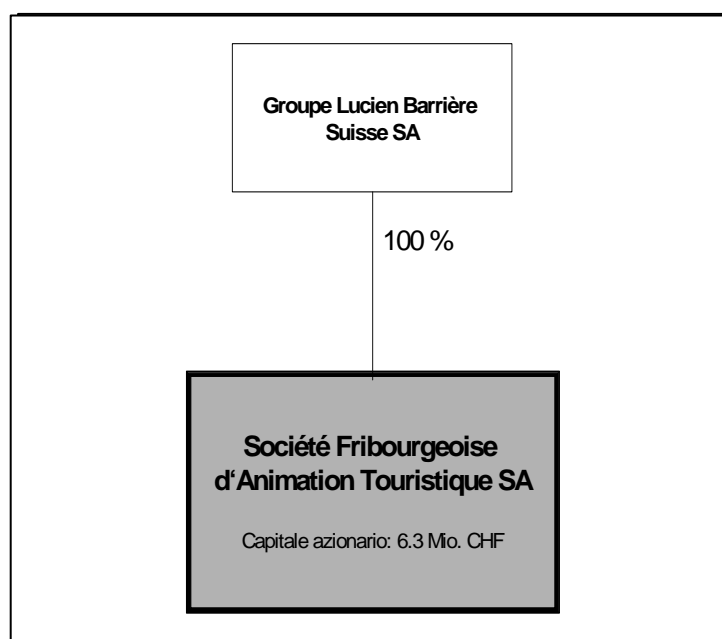 Groupe Lucien Barrière
Suisse SA
100 %
Société Fribourgeoise
d‘Animation Touristique SA
Capitale azionario: 6.3 Mio. CHF